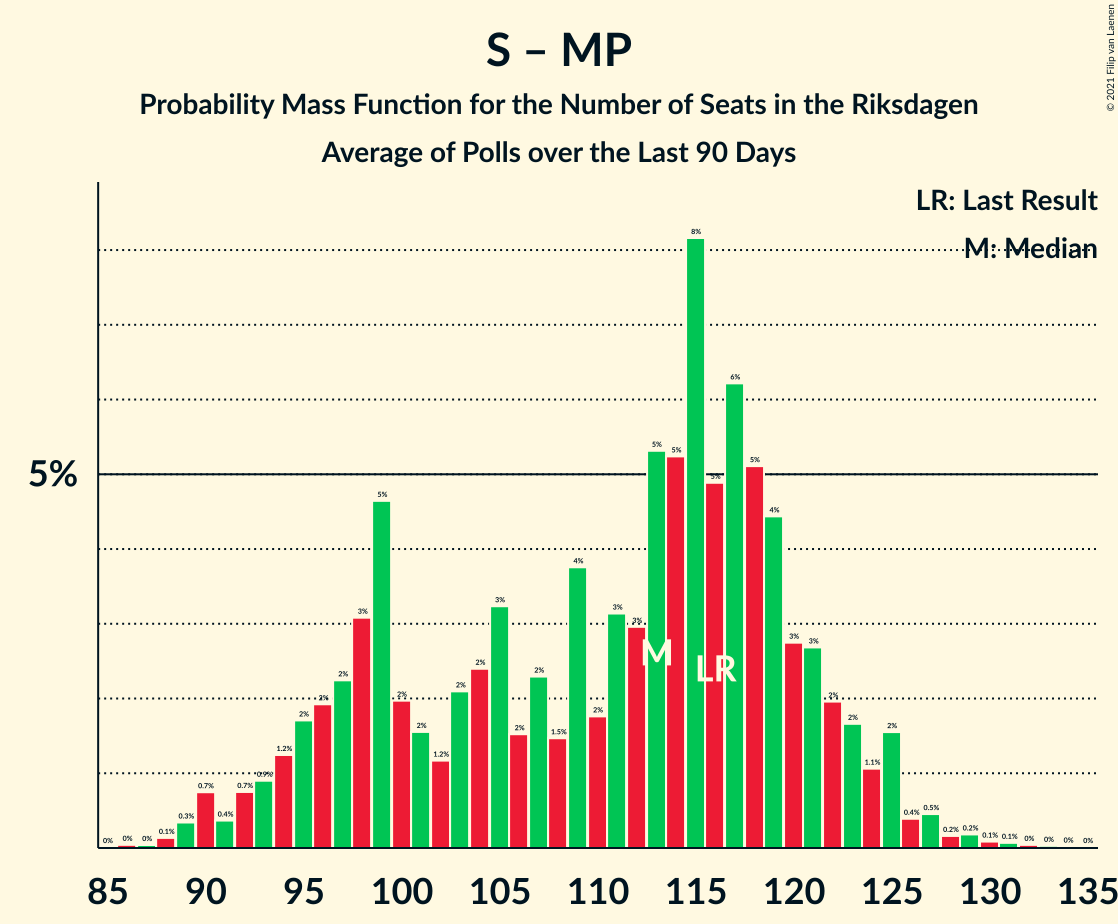 S – MP
Probability Mass Function for the Number of Seats in the Riksdagen
Average of Polls over the Last 90 Days
© 2021 Filip van Laenen
LR: Last Result
M: Median
5%
0% 0% 0% 0.1% 0.3% 0.7% 0.4% 0.7% 0.9% 1.2% 2% 2% 2% 3% 5% 2% 2% 1.2% 2% 2% 3% 2% 2% 1.5% 4% 2% 3% 3% 5% 5% 8% 5% 6% 5% 4% 3% 3% 2% 2% 1.1% 2% 0.4% 0.5% 0.2% 0.2% 0.1% 0.1% 0% 0% 0% 0%
M
LR
85 90 95 100 105 110 115 120 125 130 135